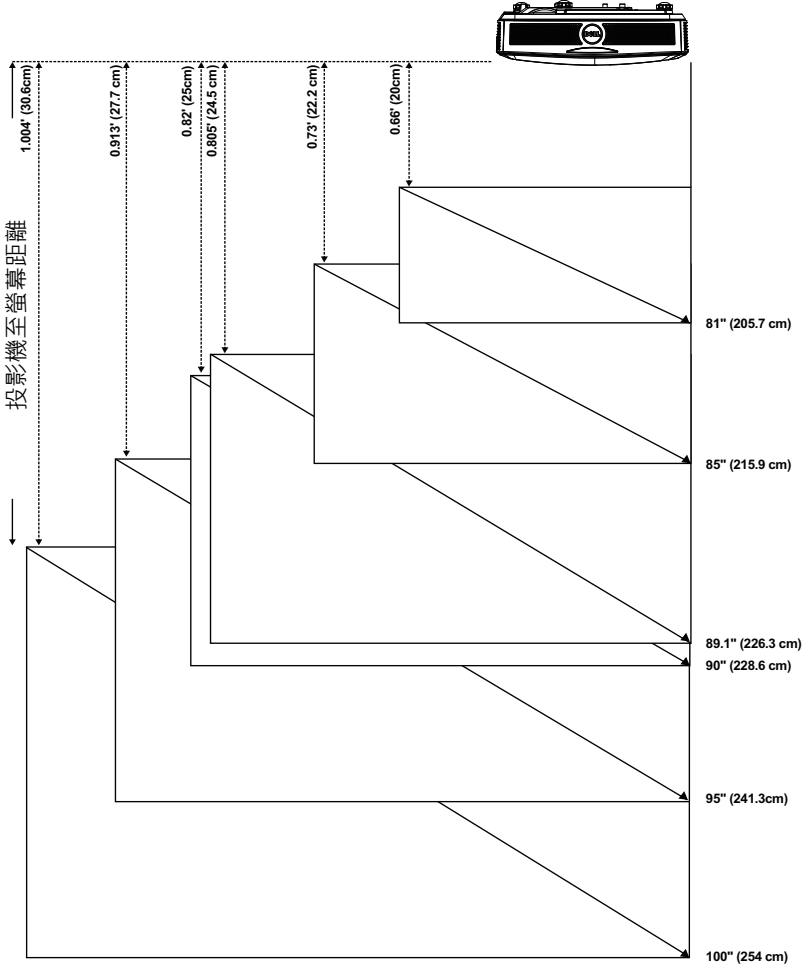 DELL
1.004' (30.6cm)
0.913' (27.7 cm)
0.82' (25cm)
0.805' (24.5 cm)
0.73' (22.2 cm)
0.66' (20cm)
投影機至螢幕距離
81" (205.7 cm)
85" (215.9 cm)
89.1" (226.3 cm)
90" (228.6 cm)
95" (241.3cm)
100" (254 cm)